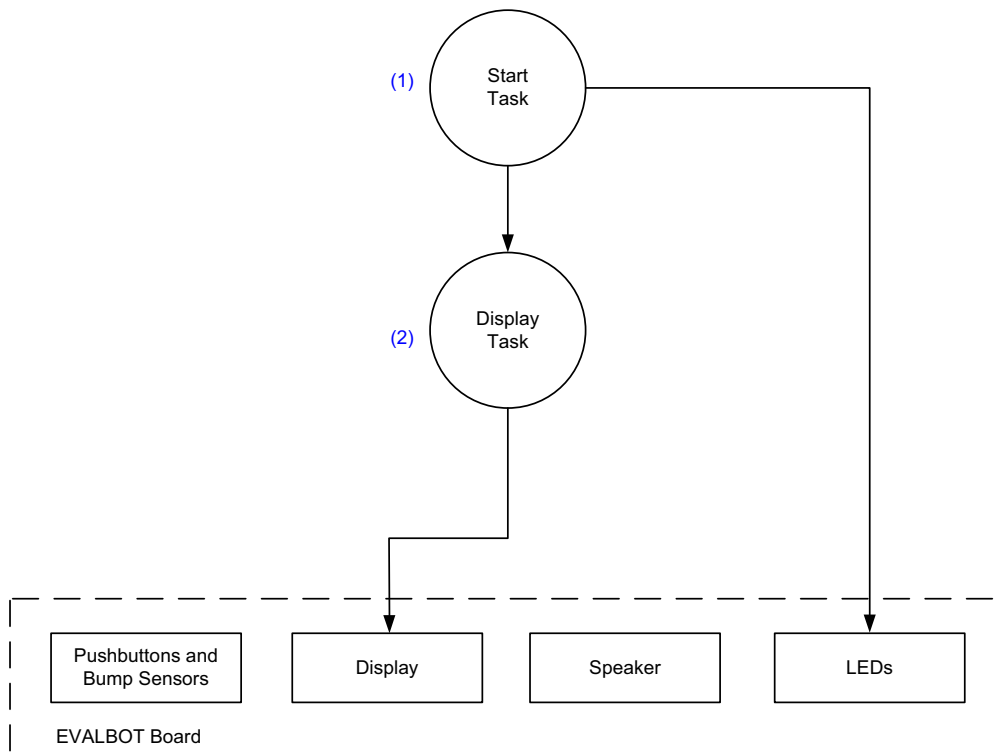 (1)
Start
Task
(2)
Display
Task
Pushbuttons and
Bump Sensors
Display
Speaker
LEDs
EVALBOT Board